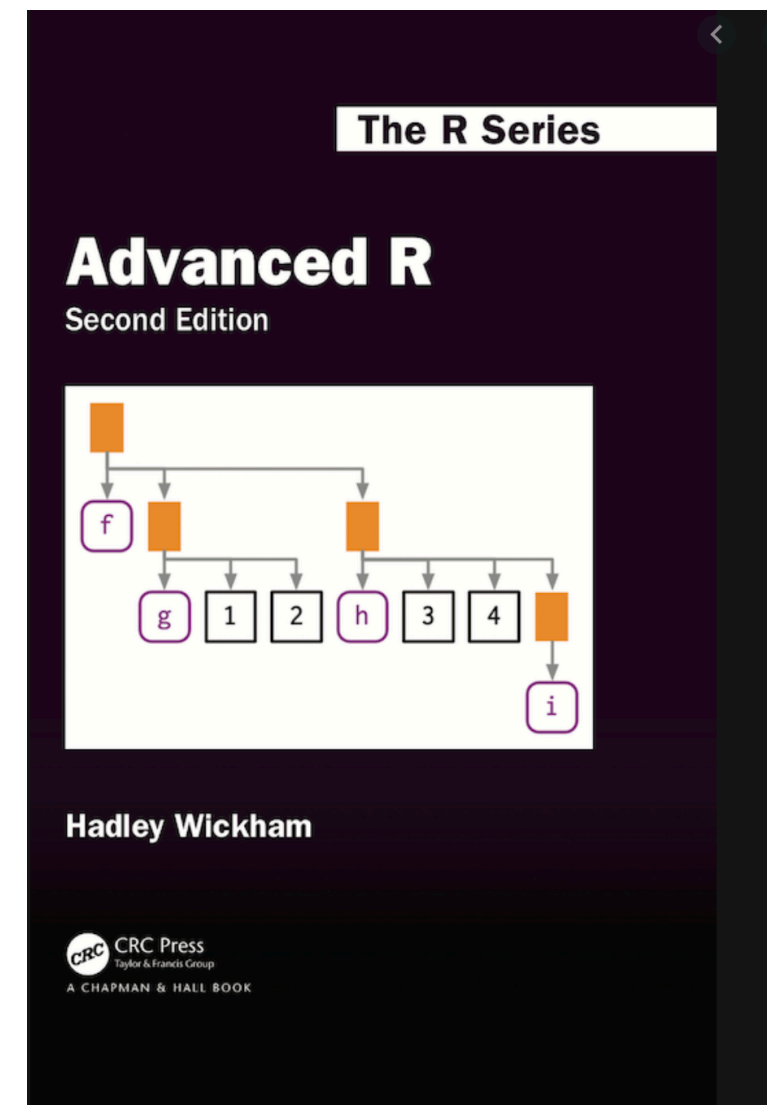 The R Series
Advanced R
Second Edition
f
g 1 2 h 3 4
i
Hadley Wickham
CRC CRC Press
Taylor & Francis Group
A CHAPMAN & HALL BOOK